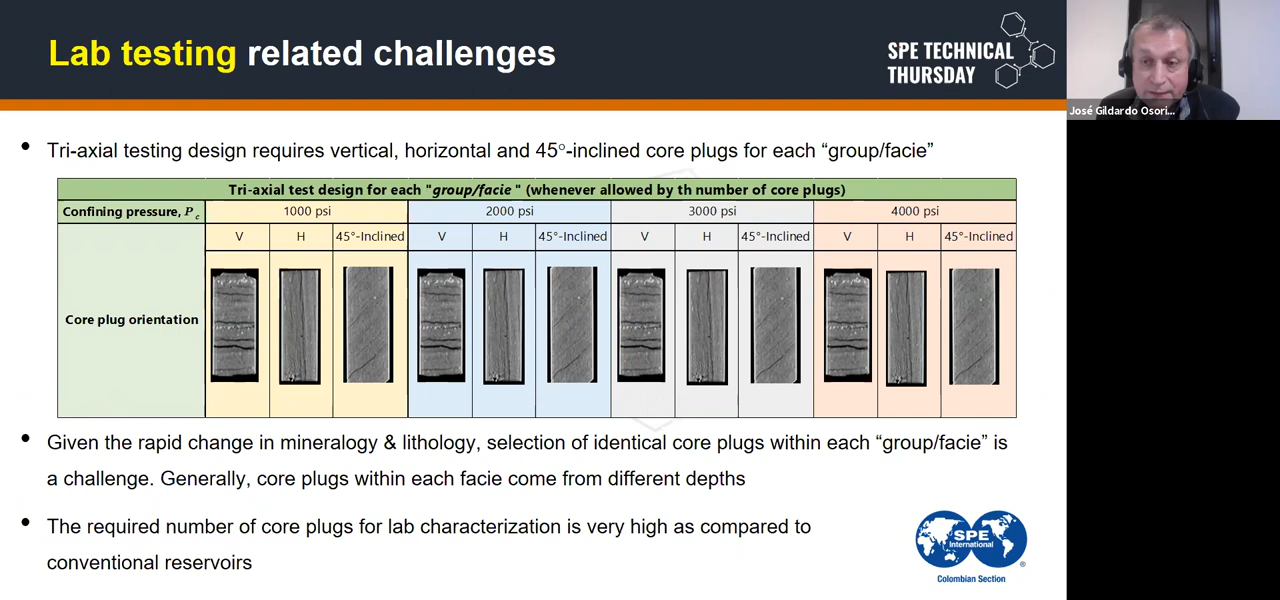 Lab testing related challenges
SPE TECHNICAL
THURSDAY
José Gildardo Osori...
• Tri-axial testing design requires vertical, horizontal and 45°-inclined core plugs for each “group/facie”
Tri-axial test design for each "group/facie " (whenever allowed by th number of core plugs)
Confining pressure, Pc 1000 psi 2000 psi 3000 psi 4000 psi
V H 45°-Inclined V H 45°-Inclined V H 45°-Inclined V H 45°-Inclined
Core plug orientation
• Given the rapid change in mineralogy & lithology, selection of identical core plugs within each “group/facie” is
a challenge. Generally, core plugs within each facie come from different depths
• The required number of core plugs for lab characterization is very high as compared to
conventional reservoirs
SPE
International
®
Colombian Section